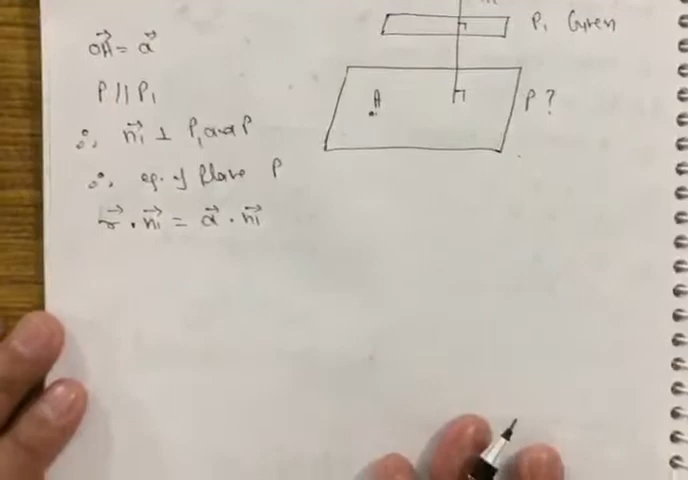 OA→ = a→
P || P₁
∴ n₁→ ⊥ P₁ and P
∴ eq. of Plane P
r→ . n₁→ = a→ . n₁→
P₁ Given
A
P ?